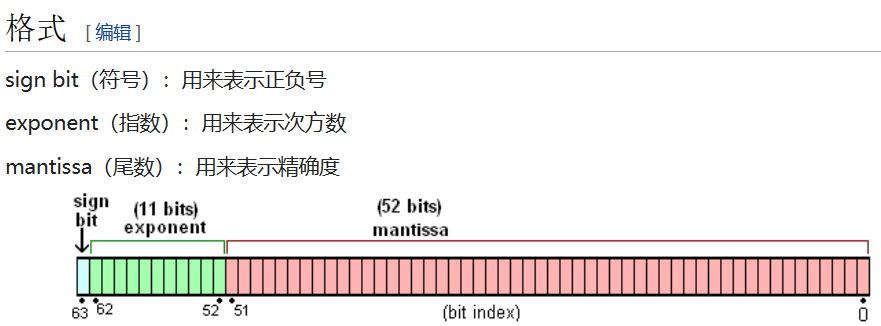 格式 [编辑]
sign bit（符号）：用来表示正负号
exponent（指数）：用来表示次方数
mantissa（尾数）：用来表示精确度
sign
bit
(11 bits)
exponent
(52 bits)
mantissa
63 62 52 51 (bit index) 0